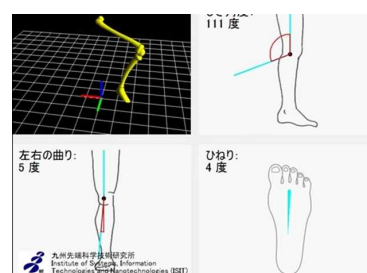 111 度
左右の曲り:
5 度
ひねり:
4 度
九州先端科学技術研究所
Institute of Systems, Information
Technologies and Nanotechnologies (ISIT)